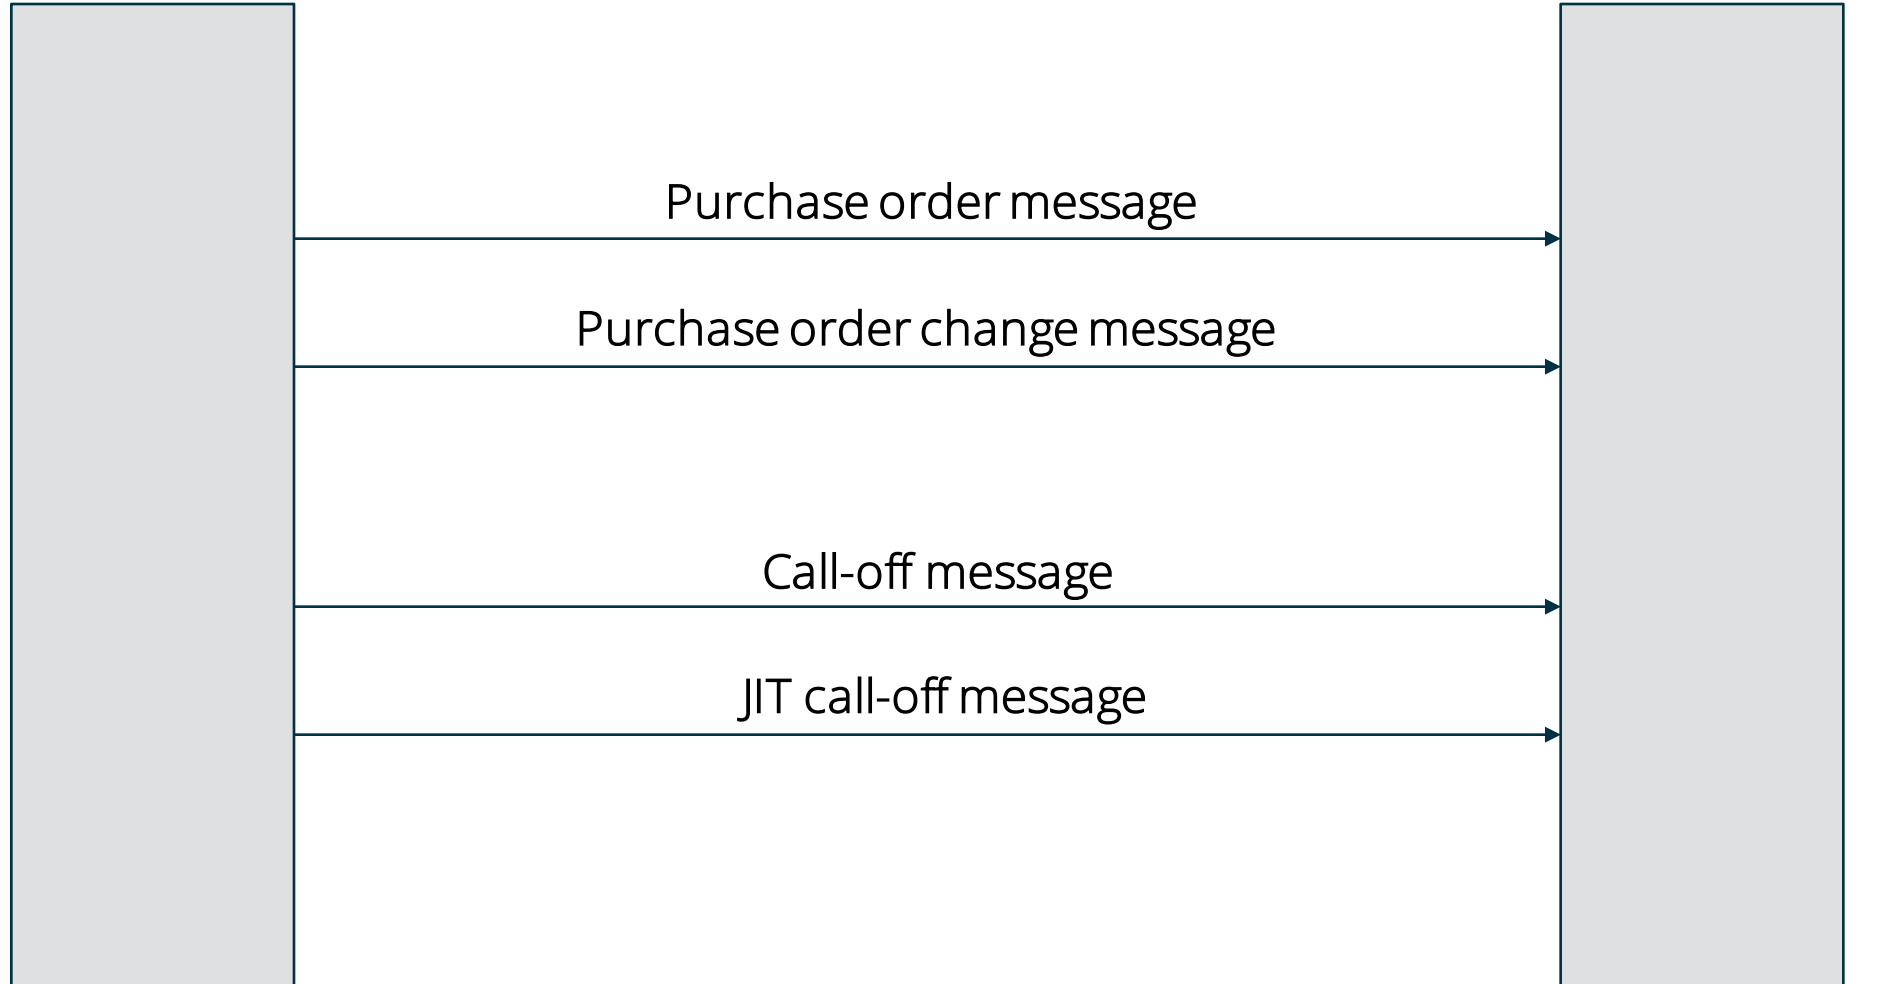 Purchase order message
Purchase order change message
Call-off message
JIT call-off message